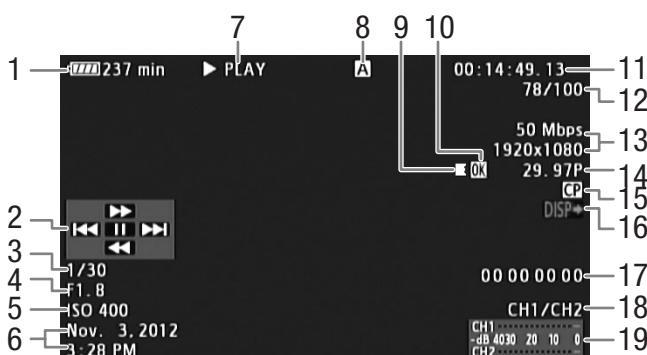 7 8 9 10
1 237 min PLAY A 00:14:49.13 11
78/100 12
50 Mbps 13
1920x1080
9 OK 29.97P 14
CP 15
DISP 16
2
3 1/30
00 00 00 00 17
4 F1.8
5 ISO 400
CH1/CH2 18
6 Nov. 3, 2012
3:28 PM
CH1
-dB 40 30 20 10 0 19
CH2